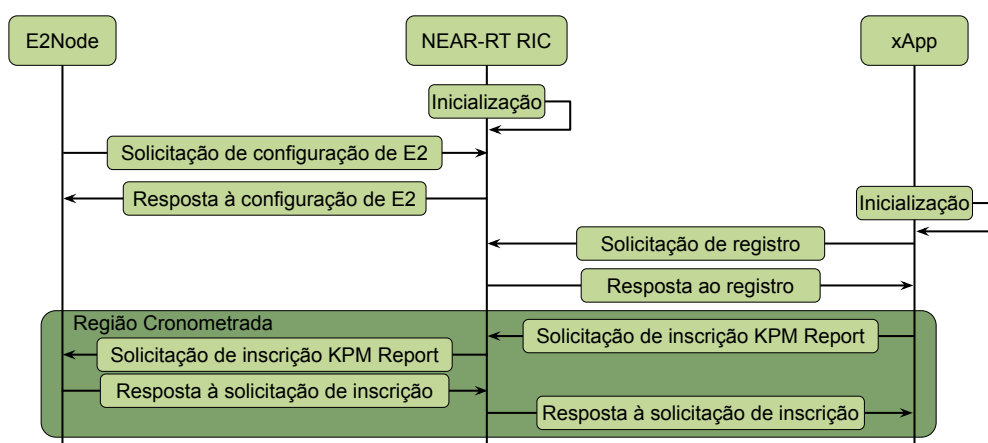 E2Node
NEAR-RT RIC
xApp
Inicialização
Solicitação de configuração de E2
Resposta à configuração de E2
Inicialização
Solicitação de registro
Resposta ao registro
Região Cronometrada
Solicitação de inscrição KPM Report
Solicitação de inscrição KPM Report
Resposta à solicitação de inscrição
Resposta à solicitação de inscrição